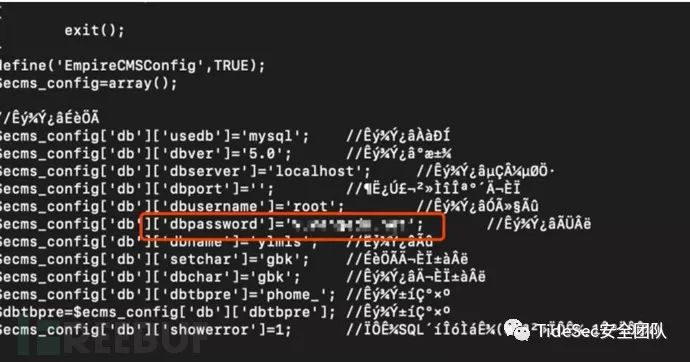 exit();
define('EmpireCMSConfig',TRUE);
$ecms_config=array();
//Êý¾Ý¿âÉèÖÃ
$ecms_config['db']['usedb']='mysql'; //Êý¾Ý¿âÀàÐÍ
$ecms_config['db']['dbver']='5.0'; //Êý¾Ý¿â°æ±¾
$ecms_config['db']['dbserver']='localhost'; //Êý¾Ý¿âµÇÂ¼µØÖ·
$ecms_config['db']['dbport']=''; //¶Ë¿Ú£¬²»ÌîÎª°´Ä¬ÈÏ
$ecms_config['db']['dbusername']='root'; //Êý¾Ý¿âÓÃ»§Ãû
$ecms_config['db']['dbpassword']=' '; //Êý¾Ý¿âÃÜÂë
$ecms_config['db']['dbname']=' '; //Êý¾Ý¿âÃû
$ecms_config['db']['setchar']='gbk'; //ÉèÖÃÄ¬ÈÏ±àÂë
$ecms_config['db']['dbchar']='gbk'; //Êý¾Ý¿âÄ¬ÈÏ±àÂë
$ecms_config['db']['dbtbpre']='phome_'; //Êý¾Ý±íÇ°×º
$dbtbpre=$ecms_config['db']['dbtbpre']; //Êý¾Ý±íÇ°×º
$ecms_config['db']['showerror']=1; //ÏÔÊ¾SQL´íÎóÌáÊ¾
FREEBUF
TideSec安全团队